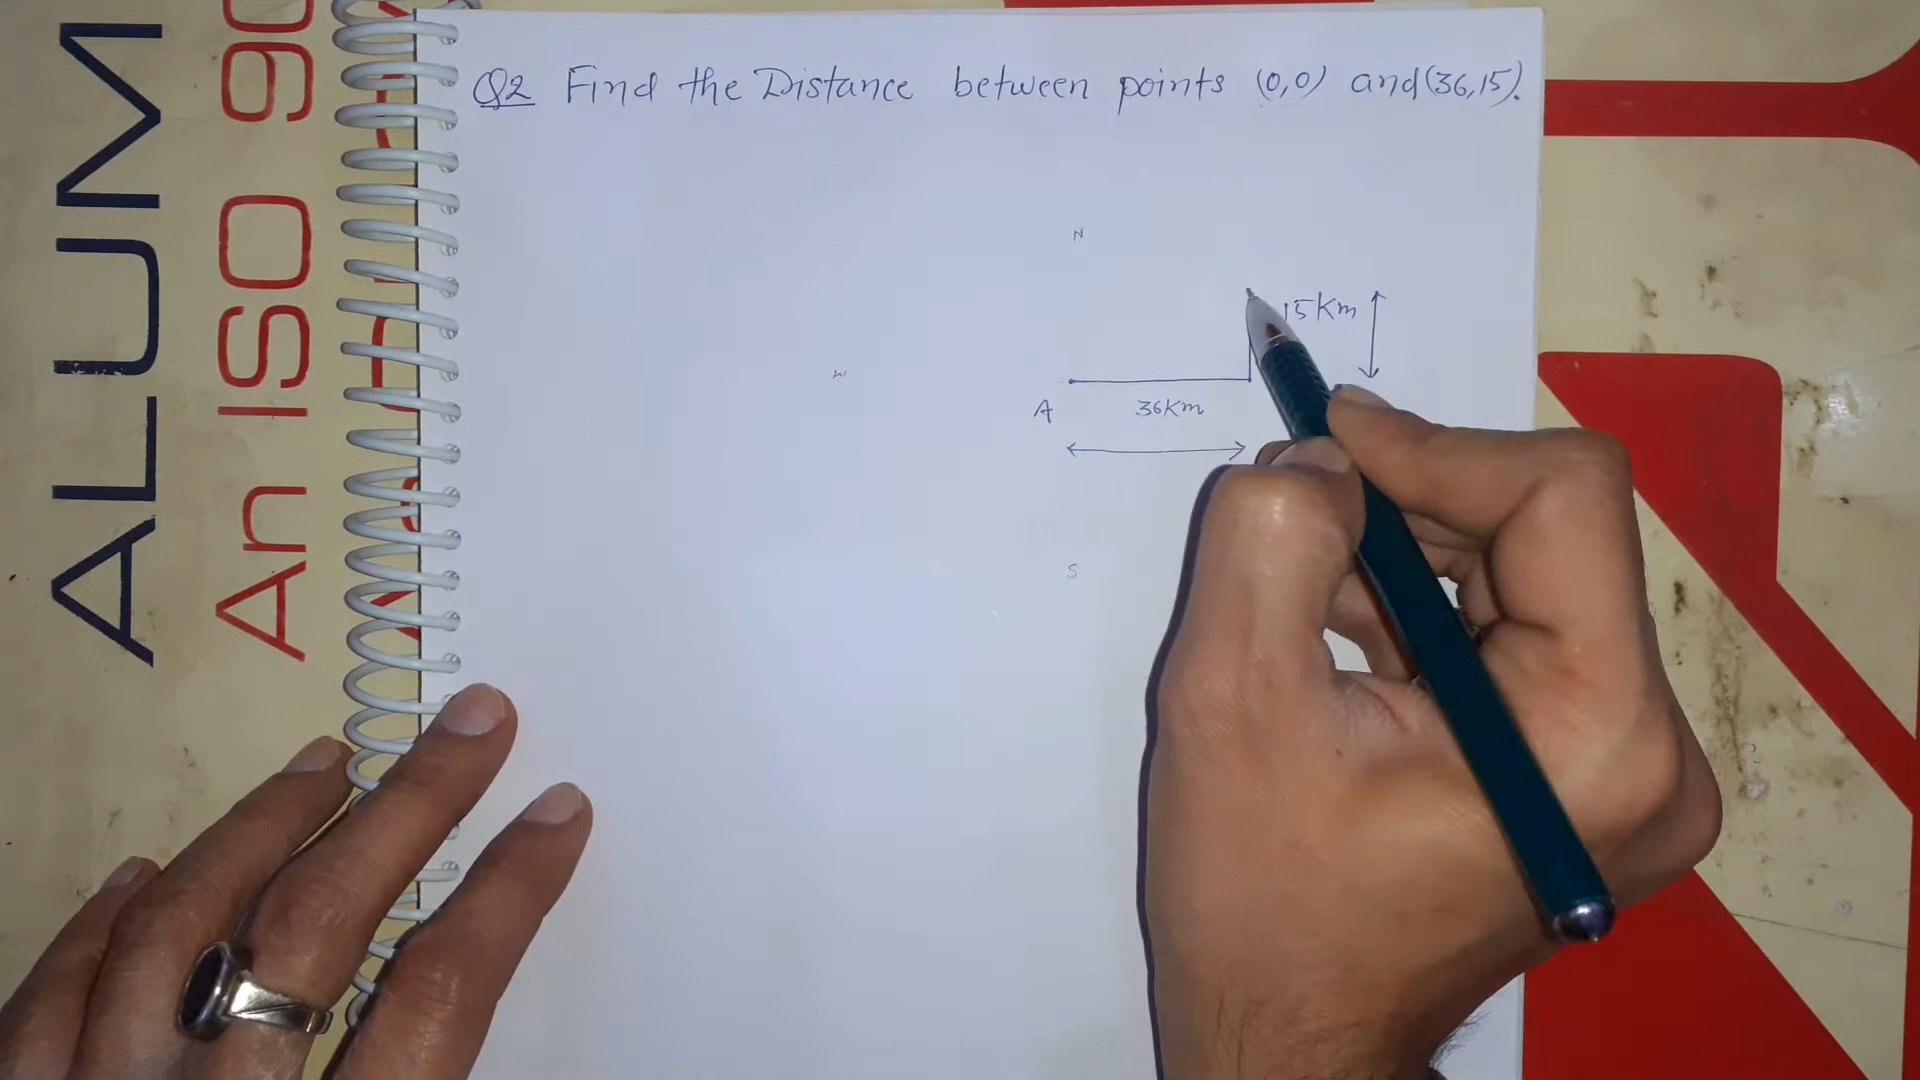 Q2 Find the Distance between points (0,0) and (36,15).
N
15Km
W
A 36Km
S
ALUM
An ISO 90